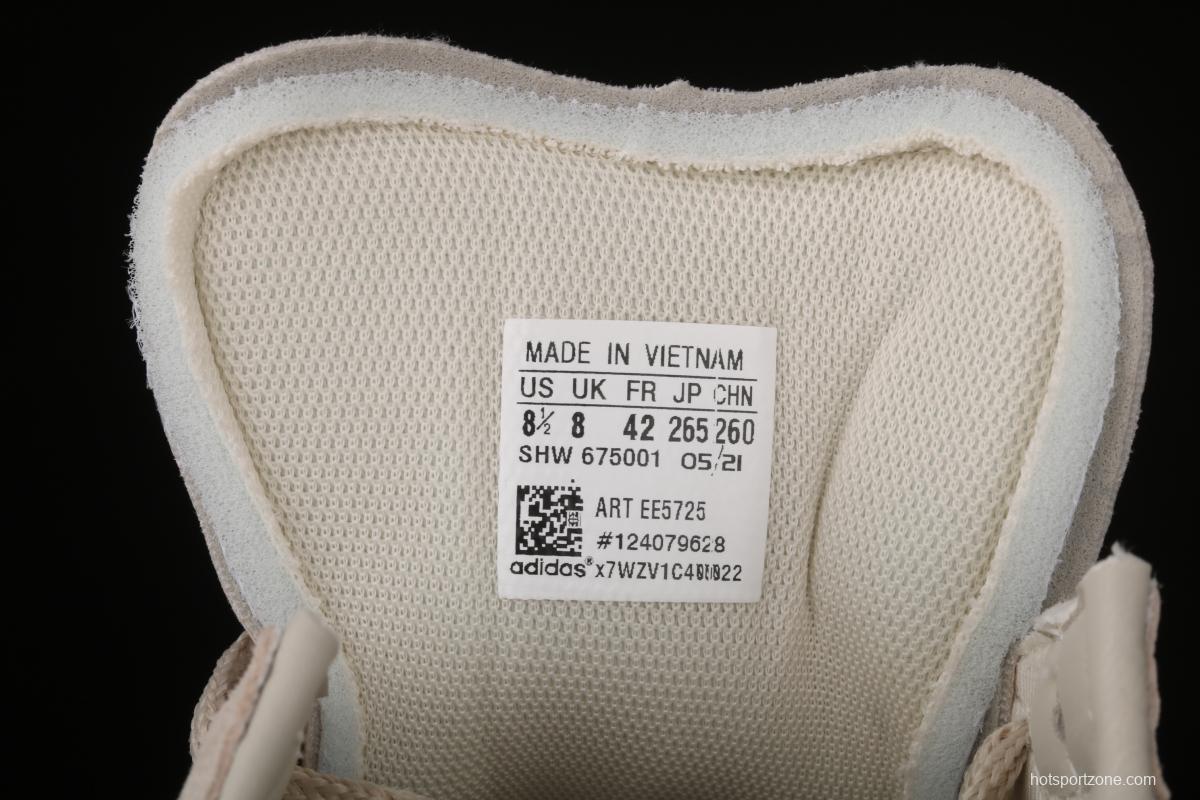 MADE IN VIETNAM
US UK FR JP CHN
8½ 8 42 265 260
SHW 675001 05/21
ART EE5725
#124079628
adidas®
hotsportzone.com